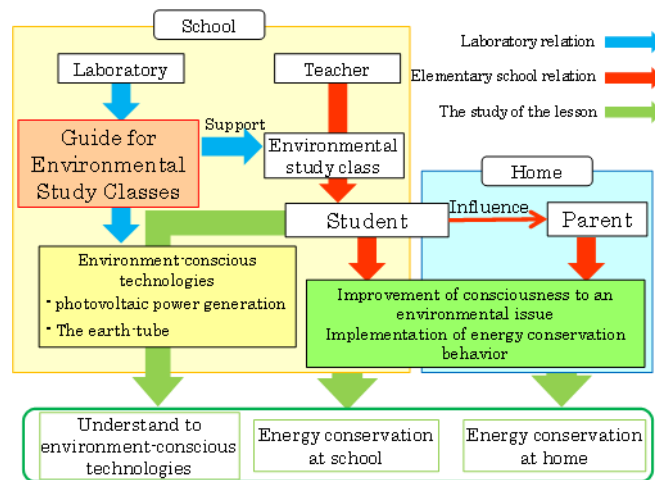 School
Laboratory
Teacher
Laboratory relation
Elementary school relation
The study of the lesson
Guide for
Environmental
Study Classes
Support
Environmental
study class
Home
Student
Influence
Parent
Environment-conscious
technologies
・photovoltaic power generation
・The earth-tube
Improvement of consciousness to an
environmental issue
Implementation of energy conservation
behavior
Understand to
environment-conscious
technologies
Energy conservation
at school
Energy conservation
at home